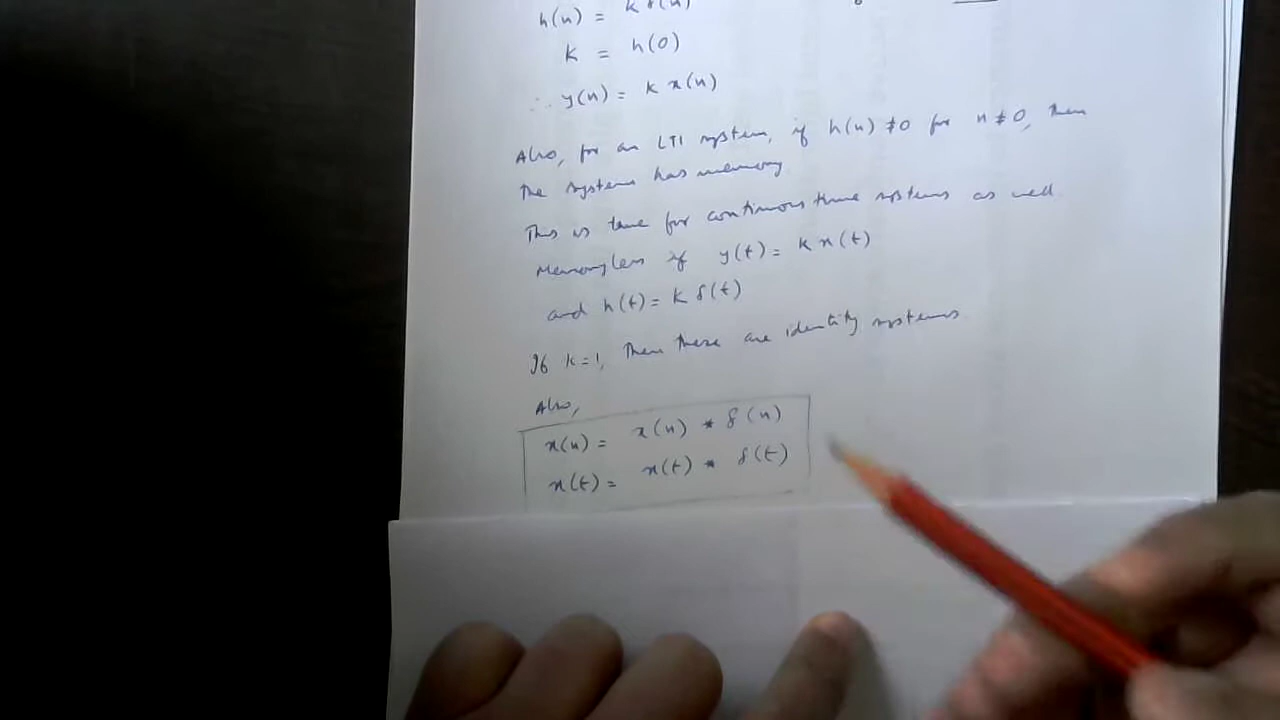 h(n) = k δ(n)
k = h(0)
∴ y(n) = k x(n)
Also, for an LTI system, if h(n) ≠ 0 for n ≠ 0, then
the system has memory
This is true for continuous time systems as well
Memoryless if y(t) = k x(t)
and h(t) = k δ(t)
If k = 1, then these are identity systems
Also,
x(n) = x(n) * δ(n)
x(t) = x(t) * δ(t)